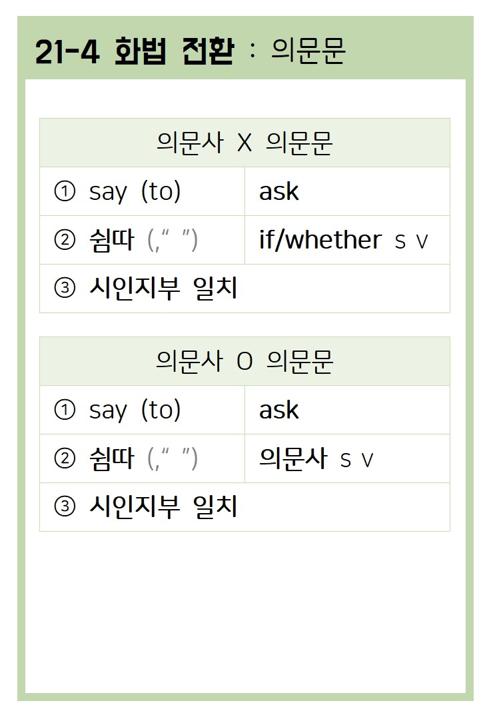 21-4 화법 전환 : 의문문
의문사 X 의문문
① say (to) ask
② 쉼따 (,“ ”) if/whether s v
③ 시인지부 일치
의문사 O 의문문
① say (to) ask
② 쉼따 (,“ ”) 의문사 s v
③ 시인지부 일치